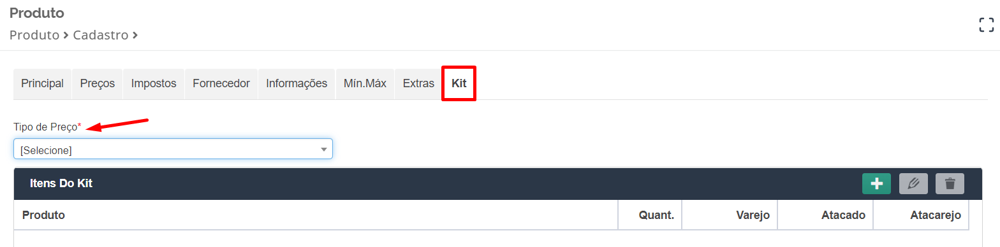 Produto
Produto > Cadastro >
Principal Preços Impostos Fornecedor Informações Mín.Máx Extras Kit
Tipo de Preço*
[Selecione]
Itens Do Kit
Produto Quant. Varejo Atacado Atacarejo